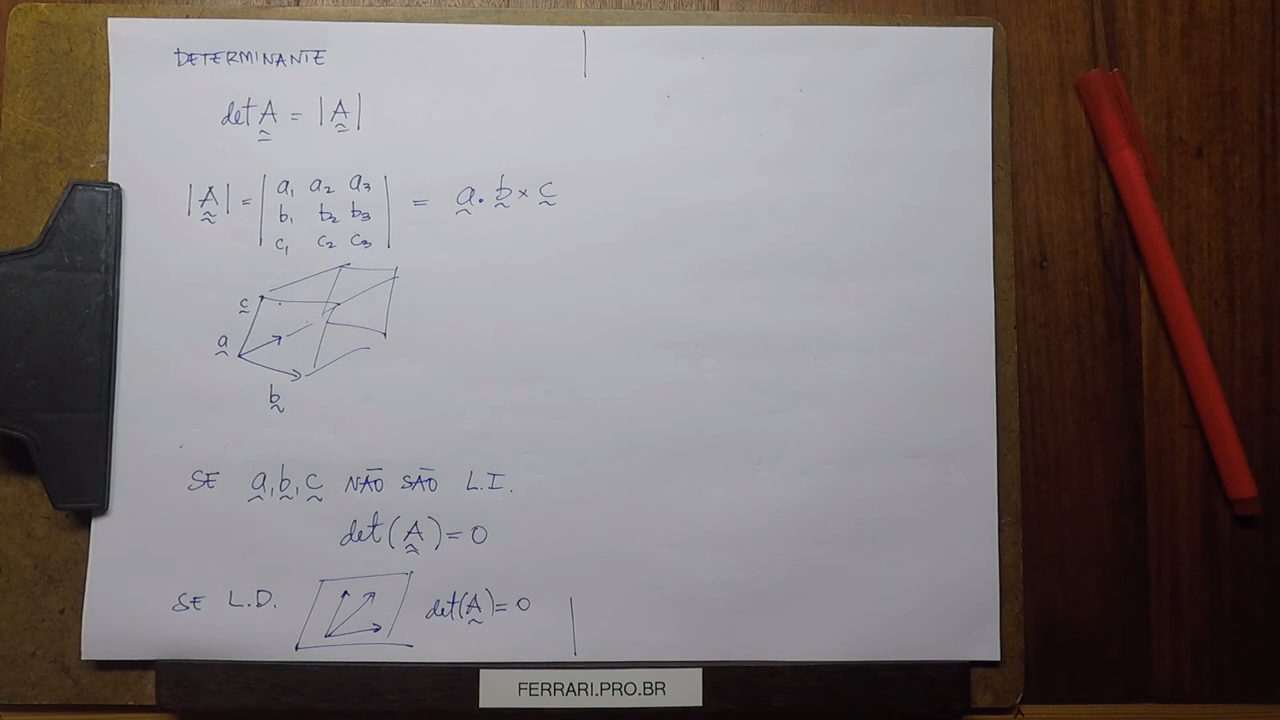 DETERMINANTE
det A = |A|
|A| = | a₁ a₂ a₃ | = a · b × c
b₁ b₂ b₃
c₁ c₂ c₃
c
a
b
SE a, b, c NÃO SÃO L.I.
det(A) = 0
SE L.D. det(A) = 0
FERRARI.PRO.BR